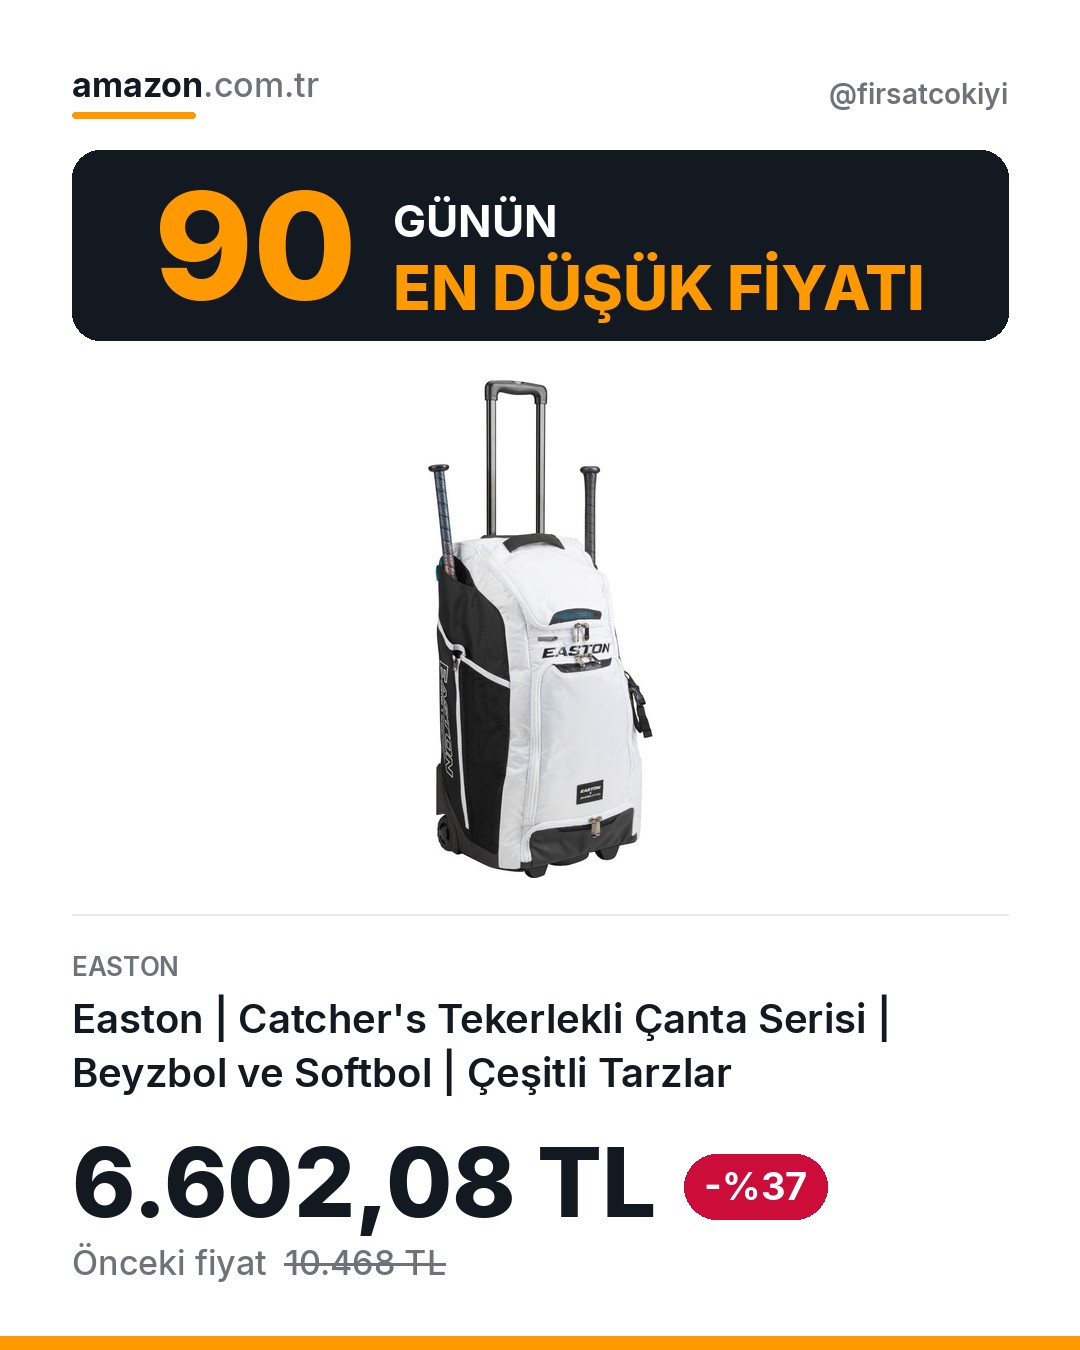 amazon.com.tr
@firsatcokiyi
90 GÜNÜN
EN DÜŞÜK FİYATI
EASTON
EASTON
EASTON
EASTON
Easton | Catcher's Tekerlekli Çanta Serisi |
Beyzbol ve Softbol | Çeşitli Tarzlar
6.602,08 TL -%37
Önceki fiyat 10.468 TL